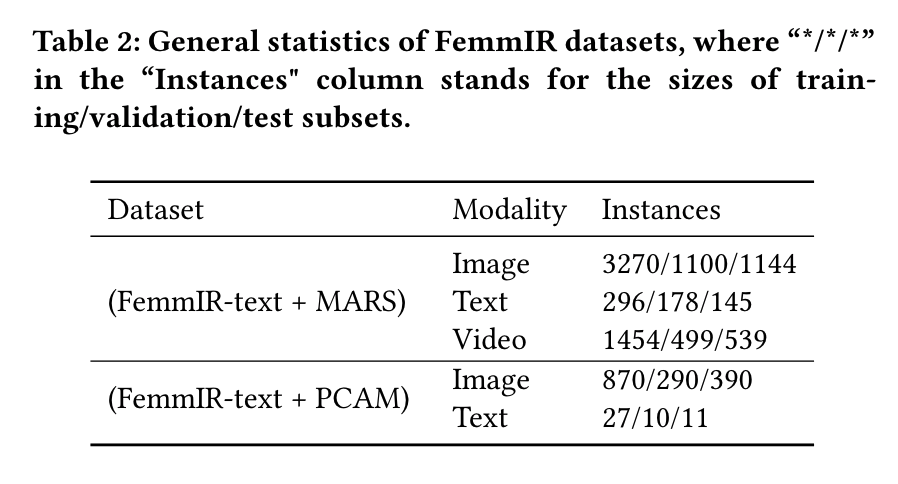 Table 2: General statistics of FemmIR datasets, where “*/*/*”
in the “Instances" column stands for the sizes of train-
ing/validation/test subsets.
Dataset Modality Instances
(FemmIR-text + MARS)
Image 3270/1100/1144
Text 296/178/145
Video 1454/499/539
(FemmIR-text + PCAM)
Image 870/290/390
Text 27/10/11